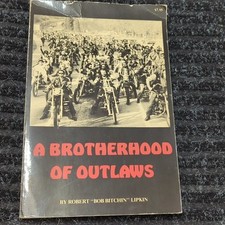 A BROTHERHOOD
OF OUTLAWS
BY ROBERT "BOB BITCHIN" LIPKIN